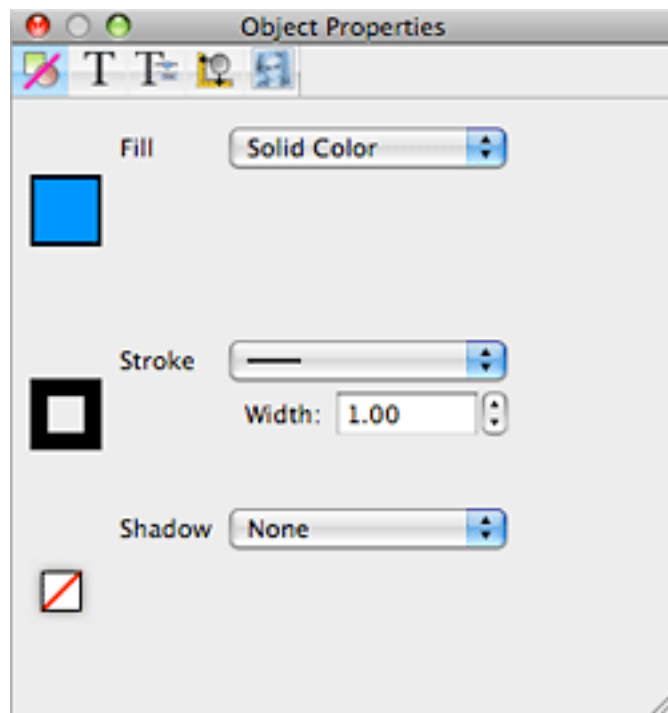 Object Properties
T T
Fill Solid Color
Stroke
Width: 1.00
Shadow None